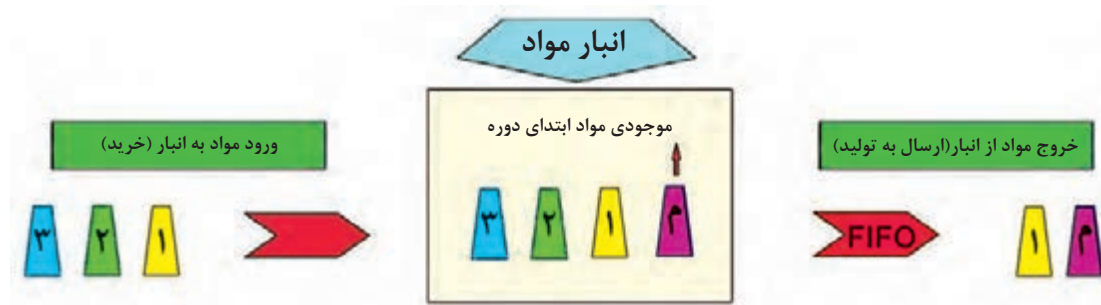 انبار مواد
خروج مواد از انبار(ارسال به تولید)
موجودی مواد ابتدای دوره
ورود مواد به انبار (خرید)
م ۱
FIFO
م ۱ ۲ ۳
۱ ۲ ۳